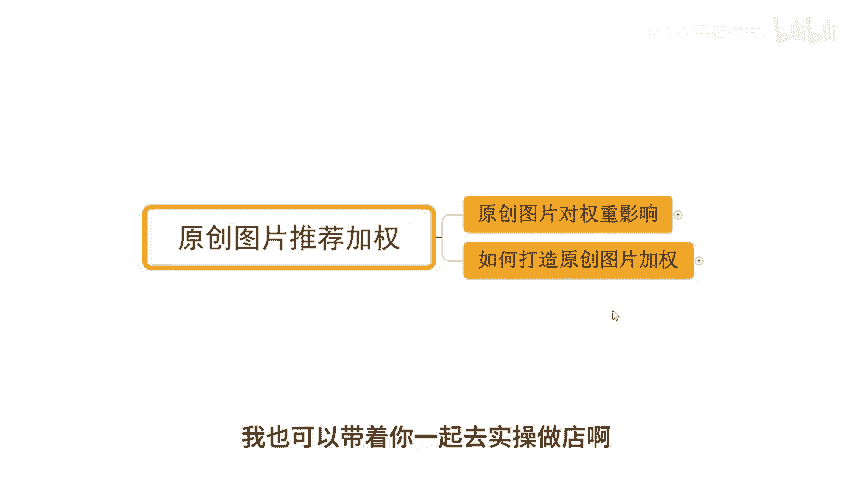 原创图片推荐加权
原创图片对权重影响
如何打造原创图片加权
我也可以带着你一起去实操做店啊
bilibili